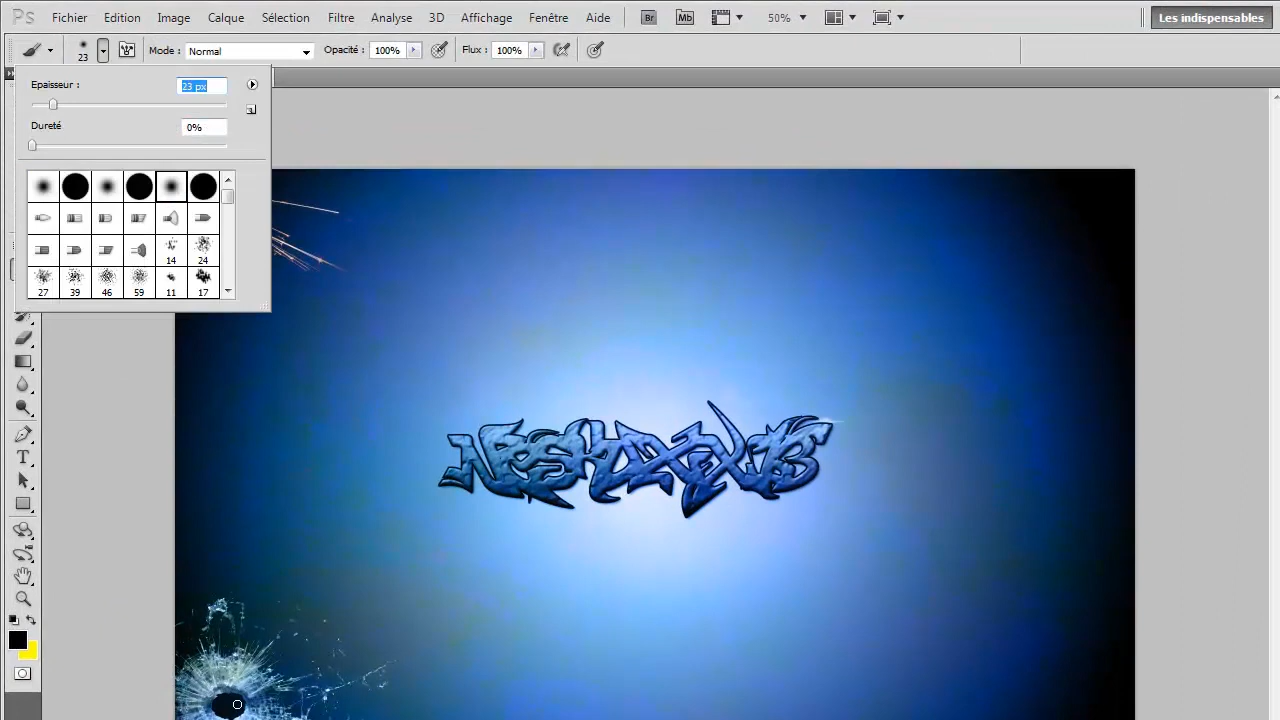 Ps Fichier Edition Image Calque Sélection Filtre Analyse 3D Affichage Fenêtre Aide Br Mb 50% Les indispensables
23 Mode : Normal Opacité : 100% Flux : 100%
Epaisseur : 23 px
Dureté 0%
14 24
27 39 46 59 11 17
T